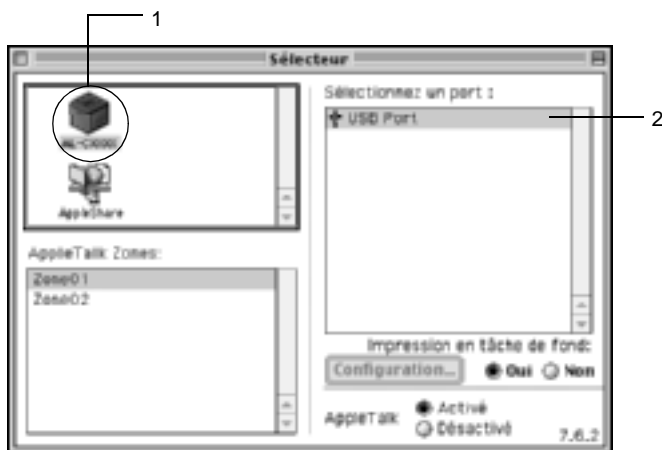 1
Sélecteur
Sélectionnez un port :
USB Port
2
AppleShare
AppleTalk Zones:
Zone01
Zone02
Impression en tâche de fond:
Configuration...
Oui
Non
AppleTalk
Activé
Désactivé
7.6.2